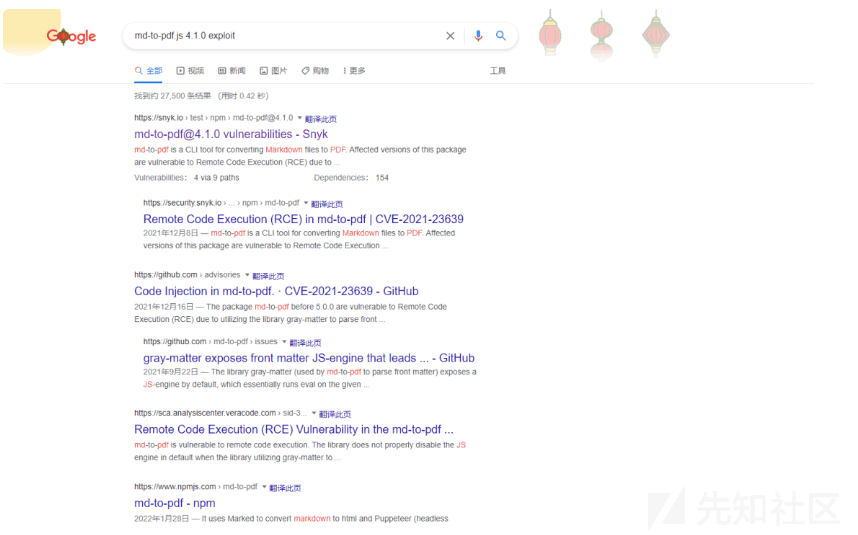 Google
md-to-pdf.js 4.1.0 exploit
全部 视频 新闻 图片 购物 更多 工具
找到约 27,500 条结果 (用时 0.42 秒)
https://snyk.io › test › npm › md-to-pdf@4.1.0 翻译此页
md-to-pdf@4.1.0 vulnerabilities - Snyk
md-to-pdf is a CLI tool for converting Markdown files to PDF. Affected versions of this package
are vulnerable to Remote Code Execution (RCE) due to ...
Vulnerabilities: 4 via 9 paths Dependencies: 154
https://security.snyk.io › ... › npm › md-to-pdf 翻译此页
Remote Code Execution (RCE) in md-to-pdf | CVE-2021-23639
2021年12月8日 — md-to-pdf is a CLI tool for converting Markdown files to PDF. Affected
versions of this package are vulnerable to Remote Code Execution ...
https://github.com › advisories 翻译此页
Code Injection in md-to-pdf. · CVE-2021-23639 - GitHub
2021年12月16日 — The package md-to-pdf before 5.0.0 are vulnerable to Remote Code
Execution (RCE) due to utilizing the library gray-matter to parse front ...
https://github.com › md-to-pdf › issues 翻译此页
gray-matter exposes front matter JS-engine that leads ... - GitHub
2021年9月22日 — The library gray-matter (used by md-to-pdf to parse front matter) exposes a
JS-engine by default, which essentially runs eval on the given ...
https://sca.analysiscenter.veracode.com › sid-3... 翻译此页
Remote Code Execution (RCE) Vulnerability in the md-to-pdf ...
md-to-pdf is vulnerable to remote code execution. The library does not properly disable the JS
engine in default when the library utilizing gray-matter to ...
https://www.npmjs.com › md-to-pdf 翻译此页
md-to-pdf - npm
2022年1月28日 — It uses Marked to convert markdown to html and Puppeteer (headless
先知社区